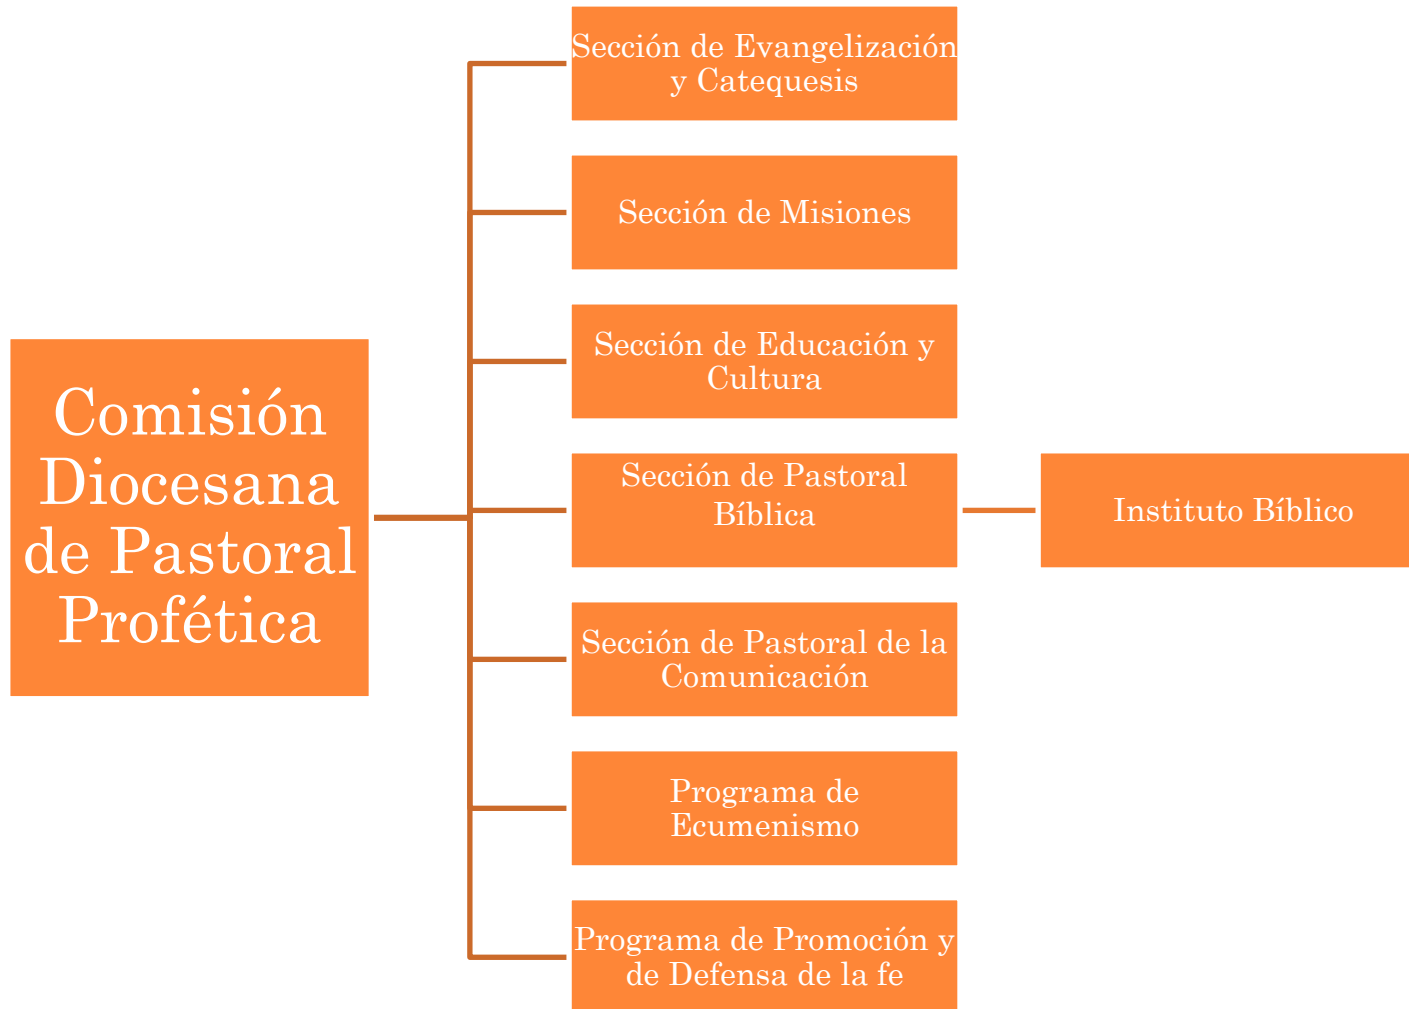 Comisión
Diocesana
de Pastoral
Profética
Sección de Evangelización
y Catequesis
Sección de Misiones
Sección de Educación y
Cultura
Sección de Pastoral
Bíblica
Instituto Bíblico
Sección de Pastoral de la
Comunicación
Programa de
Ecumenismo
Programa de Promoción y
de Defensa de la fe